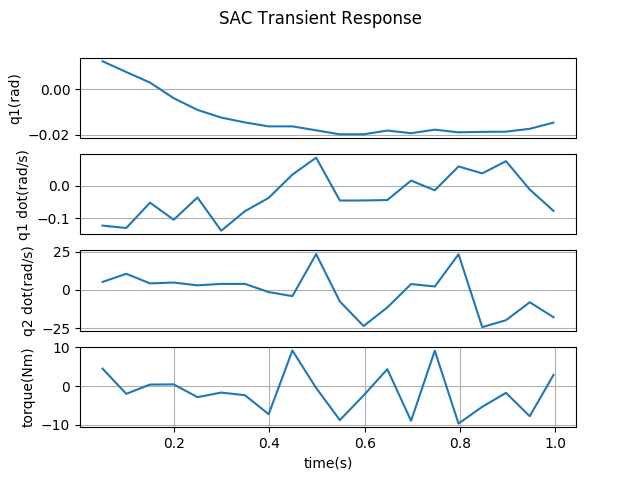 SAC Transient Response
q1(rad)
0.00
−0.02
q1 dot(rad/s)
0.0
−0.1
q2 dot(rad/s)
25
0
−25
torque(Nm)
10
0
−10
0.2 0.4 0.6 0.8 1.0
time(s)